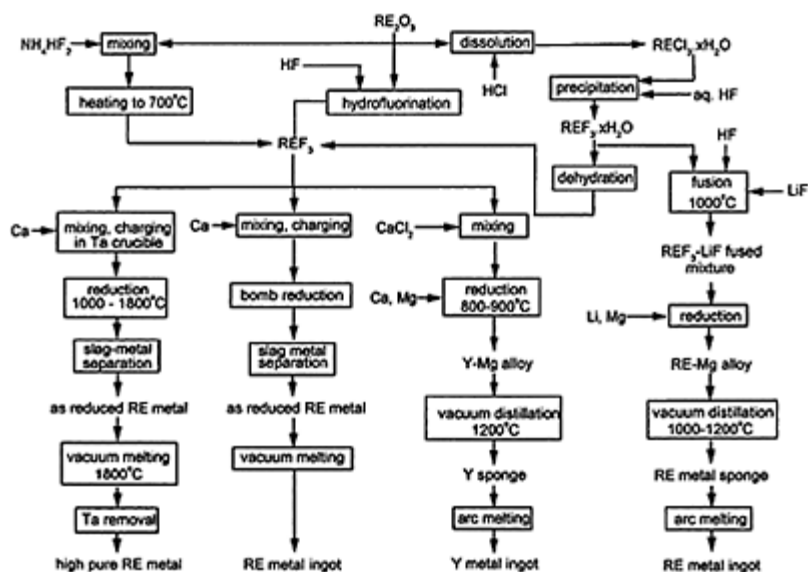 RE₂O₃
NH₄HF₂
mixing
dissolution
RECl₃.xH₂O
HF
HCl
heating to 700°C
hydrofluorination
precipitation
aq. HF
REF₃
REF₃.xH₂O
HF
dehydration
fusion
1000°C
LiF
Ca
mixing, charging
in Ta crucible
Ca
mixing, charging
CaCl₂
mixing
REF₃-LiF fused
mixture
reduction
1000 - 1800°C
bomb reduction
Ca, Mg
reduction
800-900°C
Li, Mg
reduction
slag-metal
separation
slag metal
separation
Y-Mg alloy
RE-Mg alloy
as reduced RE metal
as reduced RE metal
vacuum distillation
1200°C
vacuum distillation
1000-1200°C
vacuum melting
1800°C
vacuum melting
Y sponge
RE metal sponge
Ta removal
arc melting
arc melting
high pure RE metal
RE metal ingot
Y metal ingot
RE metal ingot